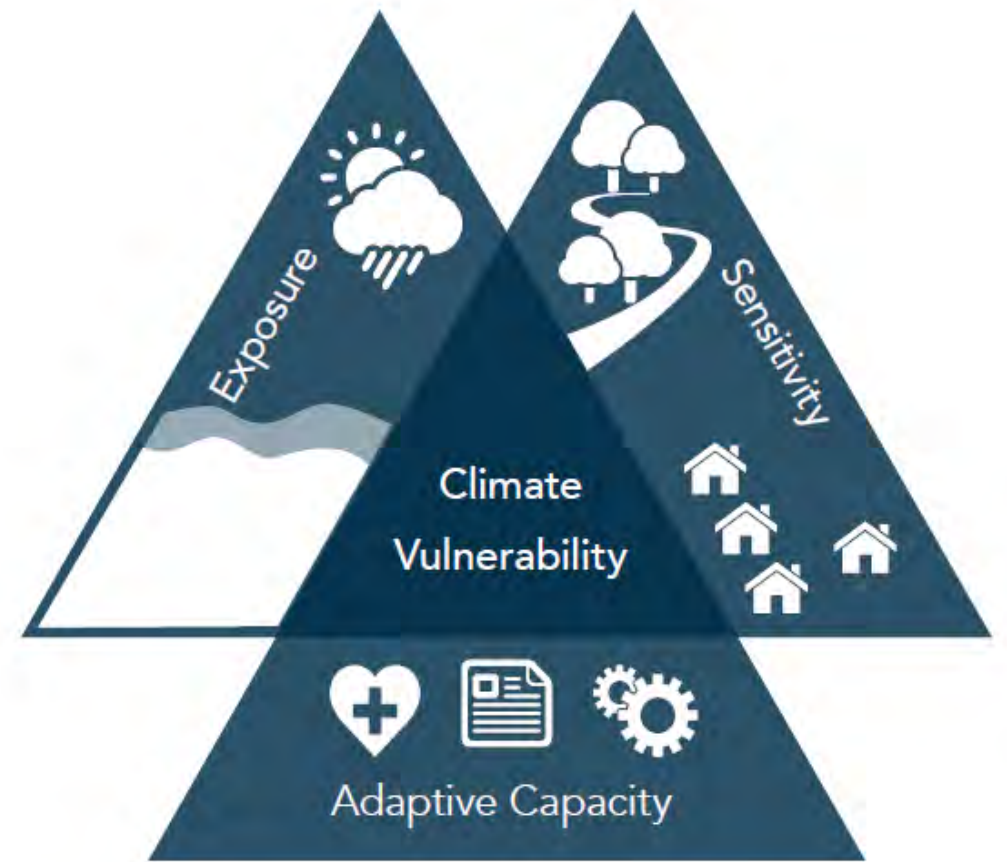 Exposure
Sensitivity
Climate
Vulnerability
Adaptive Capacity